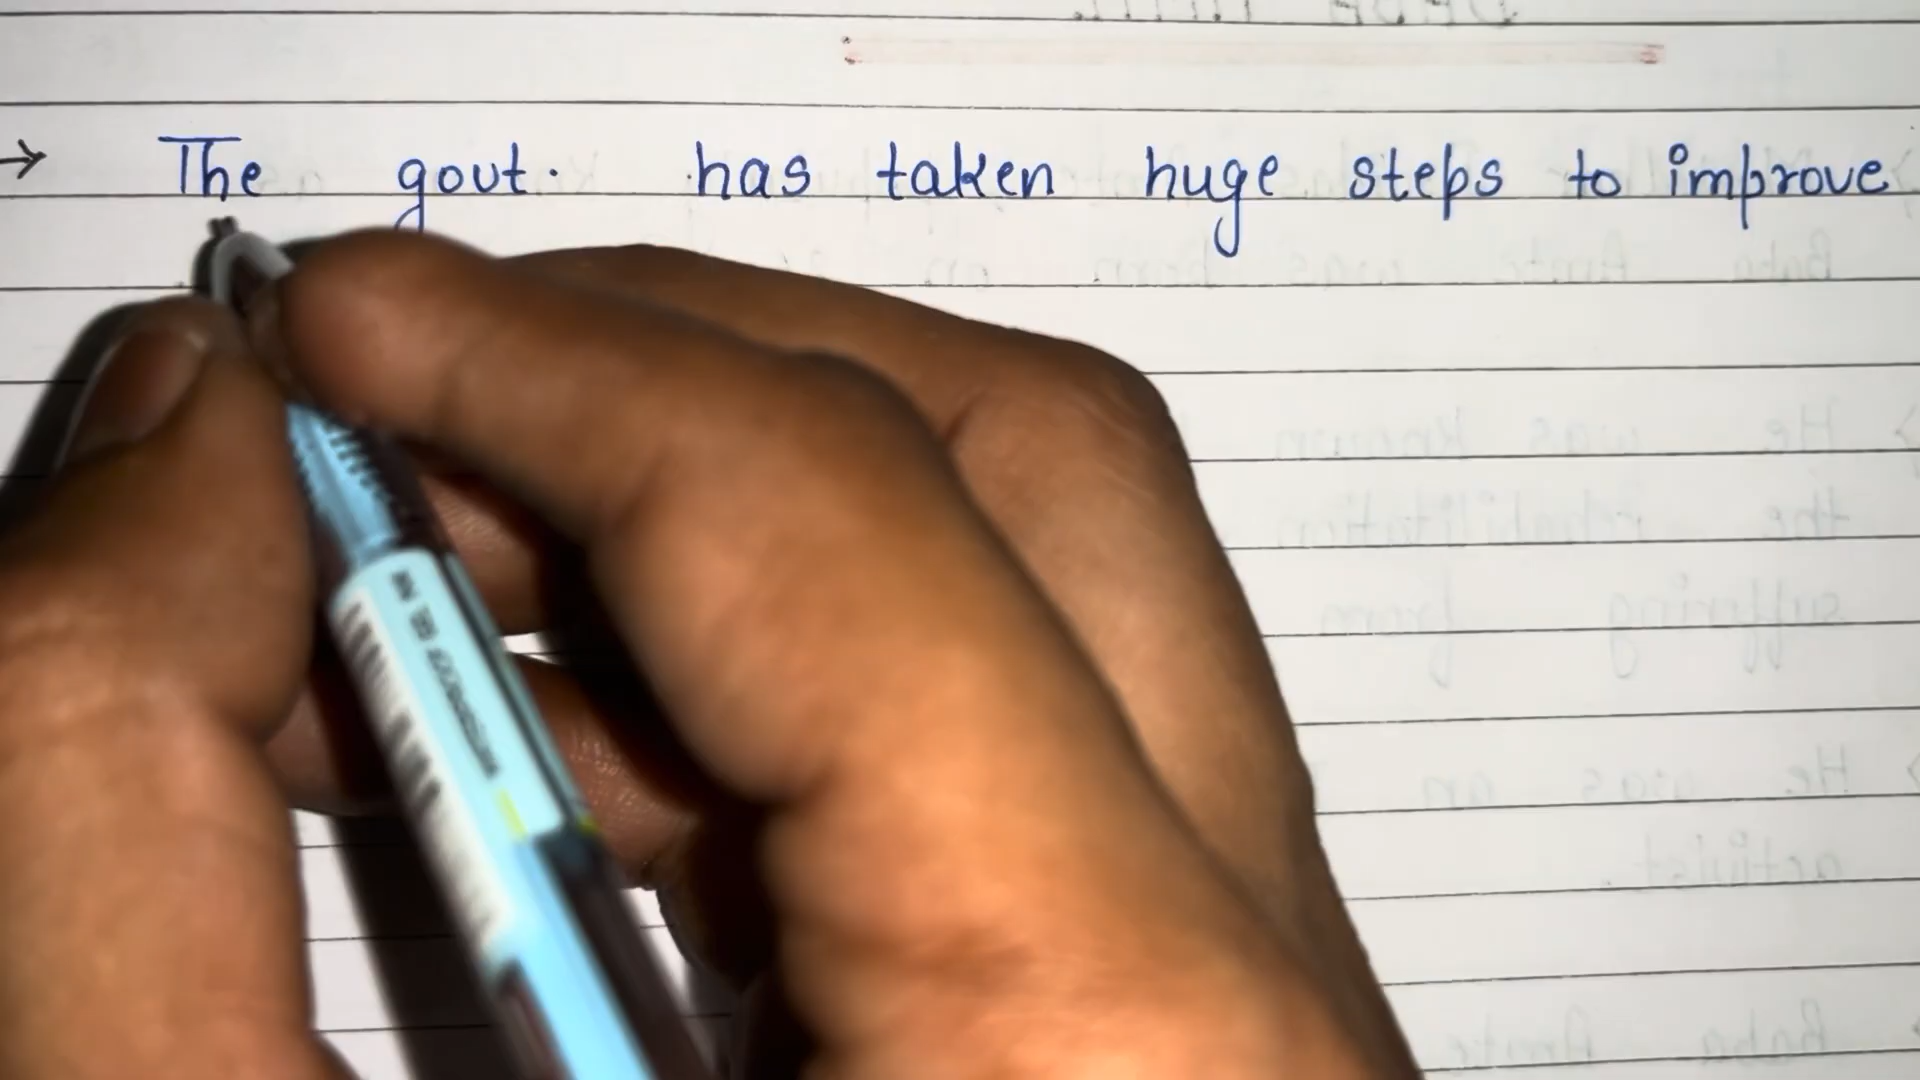 → The govt. has taken huge steps to improve